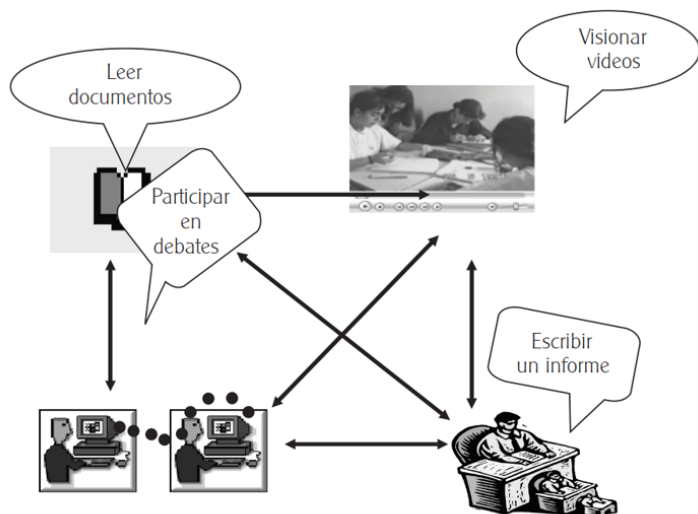 Leer
documentos
Visionar
videos
Participar
en
debates
Escribir
un informe